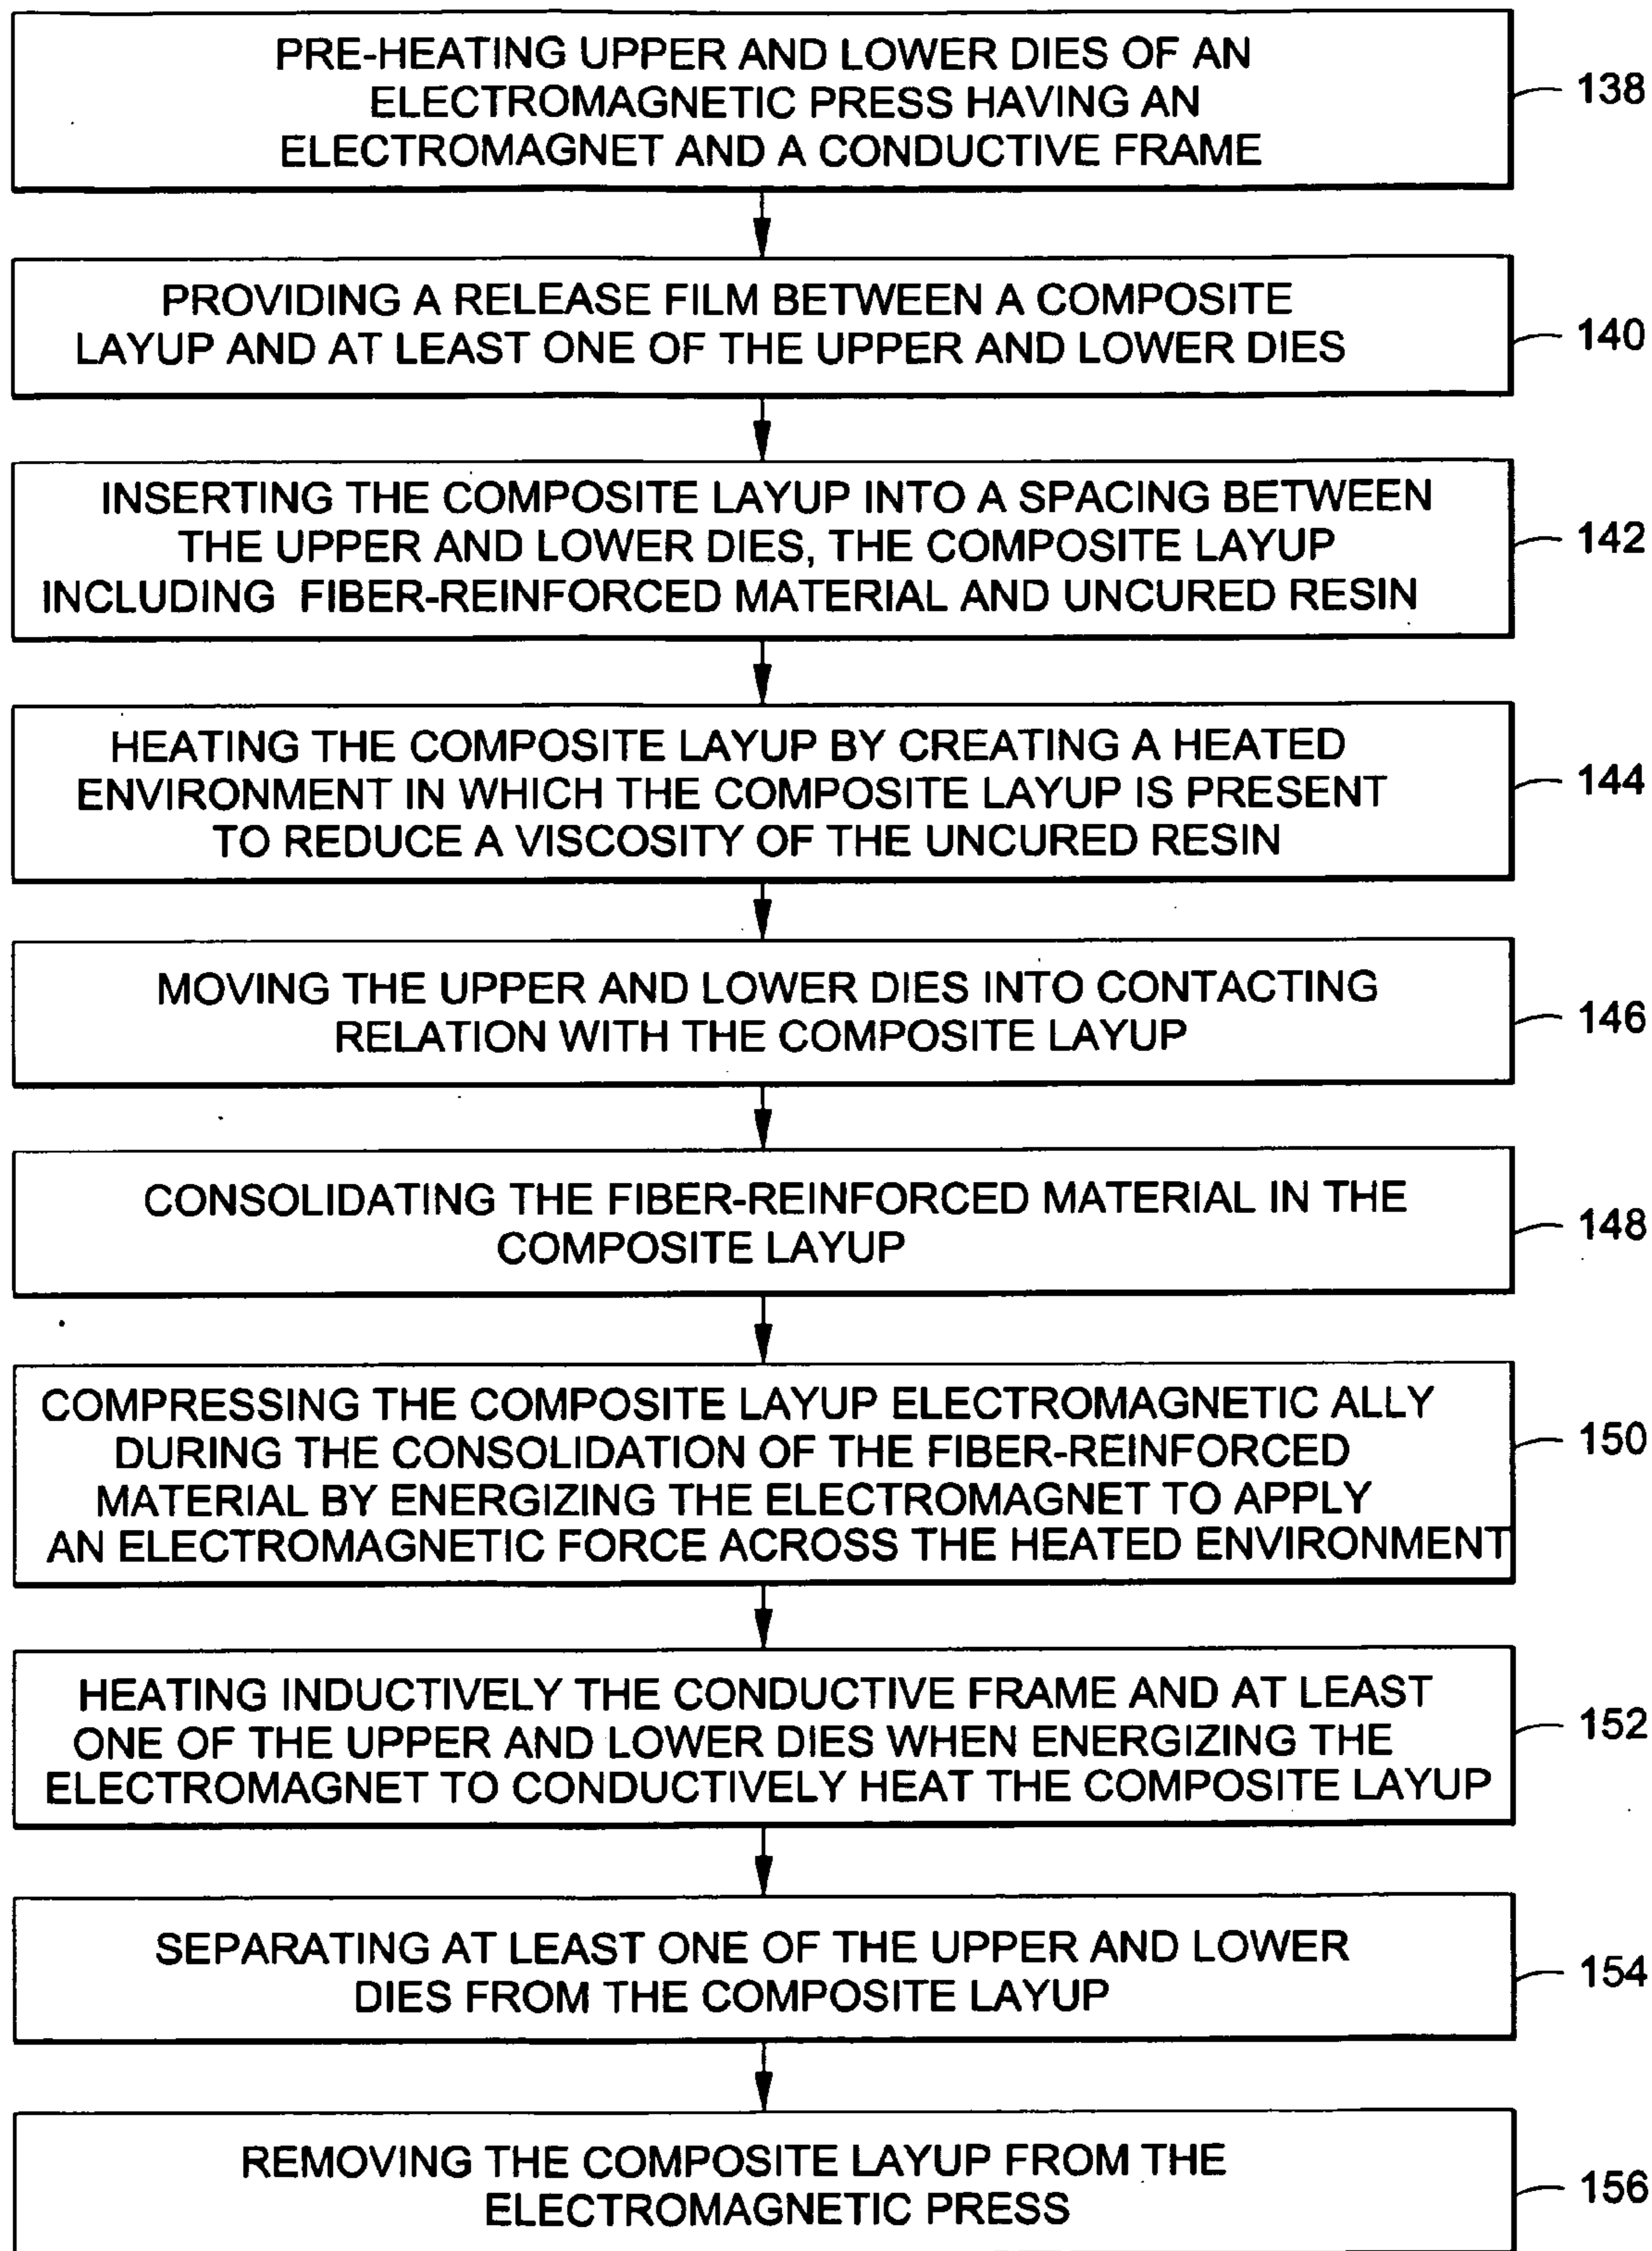 PRE-HEATING UPPER AND LOWER DIES OF AN
ELECTROMAGNETIC PRESS HAVING AN
ELECTROMAGNET AND A CONDUCTIVE FRAME
138
PROVIDING A RELEASE FILM BETWEEN A COMPOSITE
LAYUP AND AT LEAST ONE OF THE UPPER AND LOWER DIES
140
INSERTING THE COMPOSITE LAYUP INTO A SPACING BETWEEN
THE UPPER AND LOWER DIES, THE COMPOSITE LAYUP
INCLUDING FIBER-REINFORCED MATERIAL AND UNCURED RESIN
142
HEATING THE COMPOSITE LAYUP BY CREATING A HEATED
ENVIRONMENT IN WHICH THE COMPOSITE LAYUP IS PRESENT
TO REDUCE A VISCOSITY OF THE UNCURED RESIN
144
MOVING THE UPPER AND LOWER DIES INTO CONTACTING
RELATION WITH THE COMPOSITE LAYUP
146
CONSOLIDATING THE FIBER-REINFORCED MATERIAL IN THE
COMPOSITE LAYUP
148
COMPRESSING THE COMPOSITE LAYUP ELECTROMAGNETIC ALLY
DURING THE CONSOLIDATION OF THE FIBER-REINFORCED
MATERIAL BY ENERGIZING THE ELECTROMAGNET TO APPLY
AN ELECTROMAGNETIC FORCE ACROSS THE HEATED ENVIRONMENT
150
HEATING INDUCTIVELY THE CONDUCTIVE FRAME AND AT LEAST
ONE OF THE UPPER AND LOWER DIES WHEN ENERGIZING THE
ELECTROMAGNET TO CONDUCTIVELY HEAT THE COMPOSITE LAYUP
152
SEPARATING AT LEAST ONE OF THE UPPER AND LOWER
DIES FROM THE COMPOSITE LAYUP
154
REMOVING THE COMPOSITE LAYUP FROM THE
ELECTROMAGNETIC PRESS
156